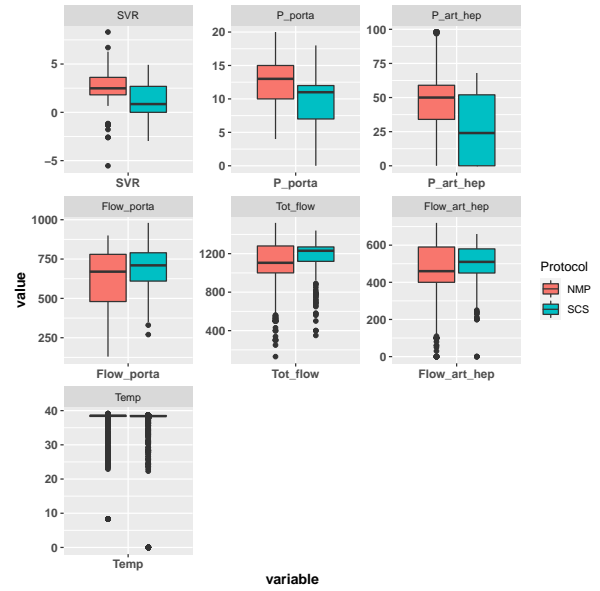 SVR
P_porta
P_art_hep
5
0
−5
20
15
10
5
0
100
75
50
25
0
SVR
P_porta
P_art_hep
Flow_porta
Tot_flow
Flow_art_hep
1000
750
500
250
1200
800
400
600
400
200
0
Flow_porta
Tot_flow
Flow_art_hep
Temp
40
30
20
10
0
Temp
value
variable
Protocol
NMP
SCS